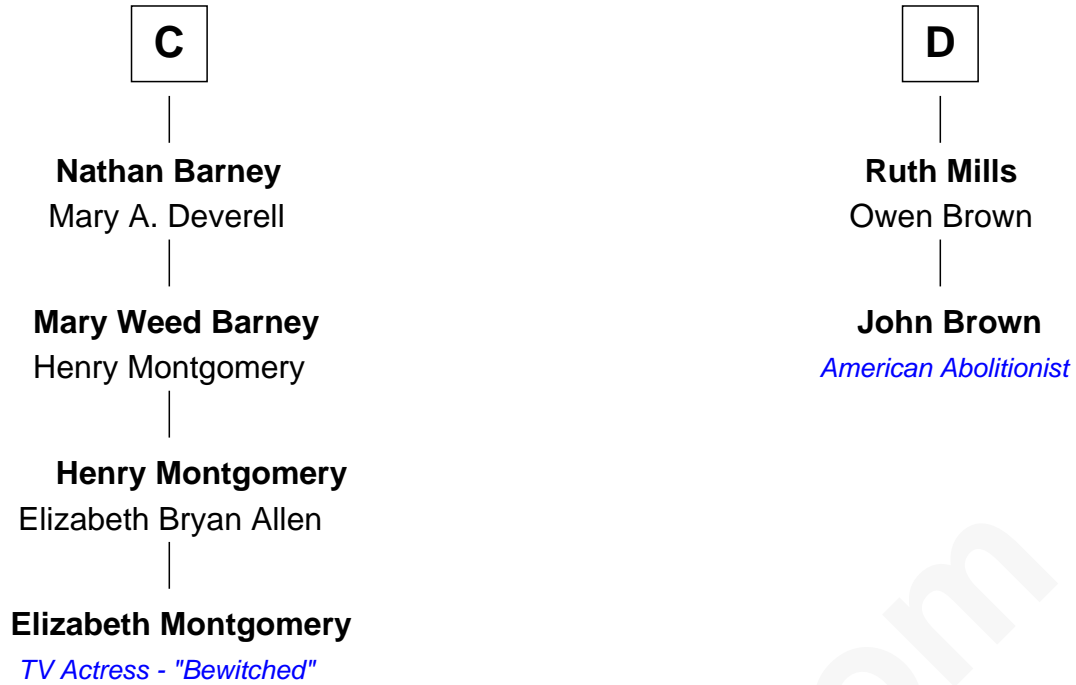 C
Nathan Barney
Mary A. Deverell
Mary Weed Barney
Henry Montgomery
Henry Montgomery
Elizabeth Bryan Allen
Elizabeth Montgomery
TV Actress - "Bewitched"
D
Ruth Mills
Owen Brown
John Brown
American Abolitionist
om